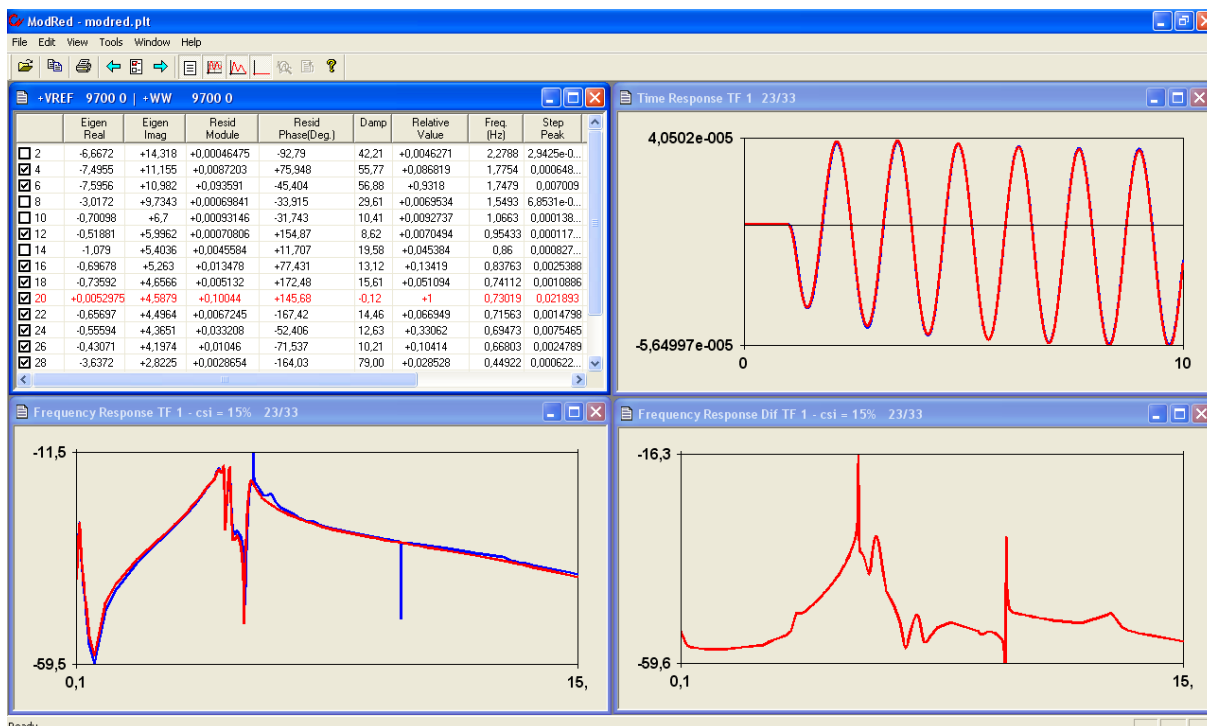 ModRed - modred.plt
File Edit View Tools Window Help
+VREF 9700 0 | +WW 9700 0
Eigen Real Eigen Imag Resid Module Resid Phase(Deg.) Damp Relative Value Freq. (Hz) Step Peak
2 -6,6672 +14,318 +0,00046475 -92,79 42,21 +0,0046271 2,2788 2,9425e-0...
4 -7,4955 +11,155 +0,0087203 +75,948 55,77 +0,086819 1,7754 0,000648...
6 -7,5956 +10,982 +0,093591 -45,404 56,88 +0,9318 1,7479 0,007009
8 -3,0172 +9,7343 +0,00069841 -33,915 29,61 +0,0069534 1,5493 6,8531e-0...
10 -0,70098 +6,7 +0,00093146 -31,743 10,41 +0,0092737 1,0663 0,000138...
12 -0,51881 +5,9962 +0,00070806 +154,87 8,62 +0,0070494 0,95433 0,000117...
14 -1,079 +5,4036 +0,0045584 +11,707 19,58 +0,045384 0,86 0,000827...
16 -0,69678 +5,263 +0,013478 +77,431 13,12 +0,13419 0,83763 0,0025388
18 -0,73592 +4,6566 +0,005132 +172,48 15,61 +0,051094 0,74112 0,0010886
20 +0,0052975 +4,5879 +0,10044 +145,68 -0,12 +1 0,73019 0,021893
22 -0,65697 +4,4964 +0,0067245 -167,42 14,46 +0,066949 0,71563 0,0014798
24 -0,55594 +4,3651 +0,033208 -52,406 12,63 +0,33062 0,69473 0,0075465
26 -0,43071 +4,1974 +0,01046 -71,537 10,21 +0,10414 0,66803 0,0024789
28 -3,6372 +2,8225 +0,0028654 -164,03 79,00 +0,028528 0,44922 0,000622...
Time Response TF 1 23/33
4,0502e-005
-5,64997e-005
0 10
Frequency Response TF 1 - csi = 15% 23/33
-11,5
-59,5
0,1 15,
Frequency Response Dif TF 1 - csi = 15% 23/33
-16,3
-59,6
0,1 15,